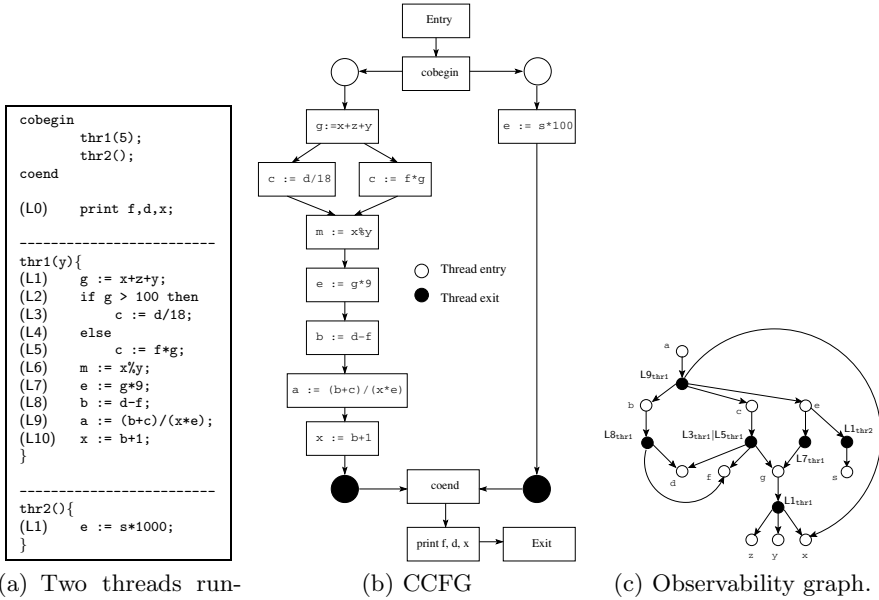 cobegin
thr1(5);
thr2();
coend
(L0) print f,d,x;
-------------------------
thr1(y){
(L1) g := x+z+y;
(L2) if g > 100 then
(L3) c := d/18;
(L4) else
(L5) c := f*g;
(L6) m := x%y;
(L7) e := g*9;
(L8) b := d-f;
(L9) a := (b+c)/(x*e);
(L10) x := b+1;
}
-------------------------
thr2(){
(L1) e := s*1000;
}
(a) Two threads run-
Entry
cobegin
g:=x+z+y
e := s*100
c := d/18
c := f*g
m := x%y
e := g*9
b := d-f
a := (b+c)/(x*e)
x := b+1
coend
print f, d, x
Exit
Thread entry
Thread exit
(b) CCFG
a
L9thr1
b
c
e
L8thr1
L3thr1|L5thr1
L7thr1
L1thr2
d
f
g
s
L1thr1
z
y
x
(c) Observability graph.